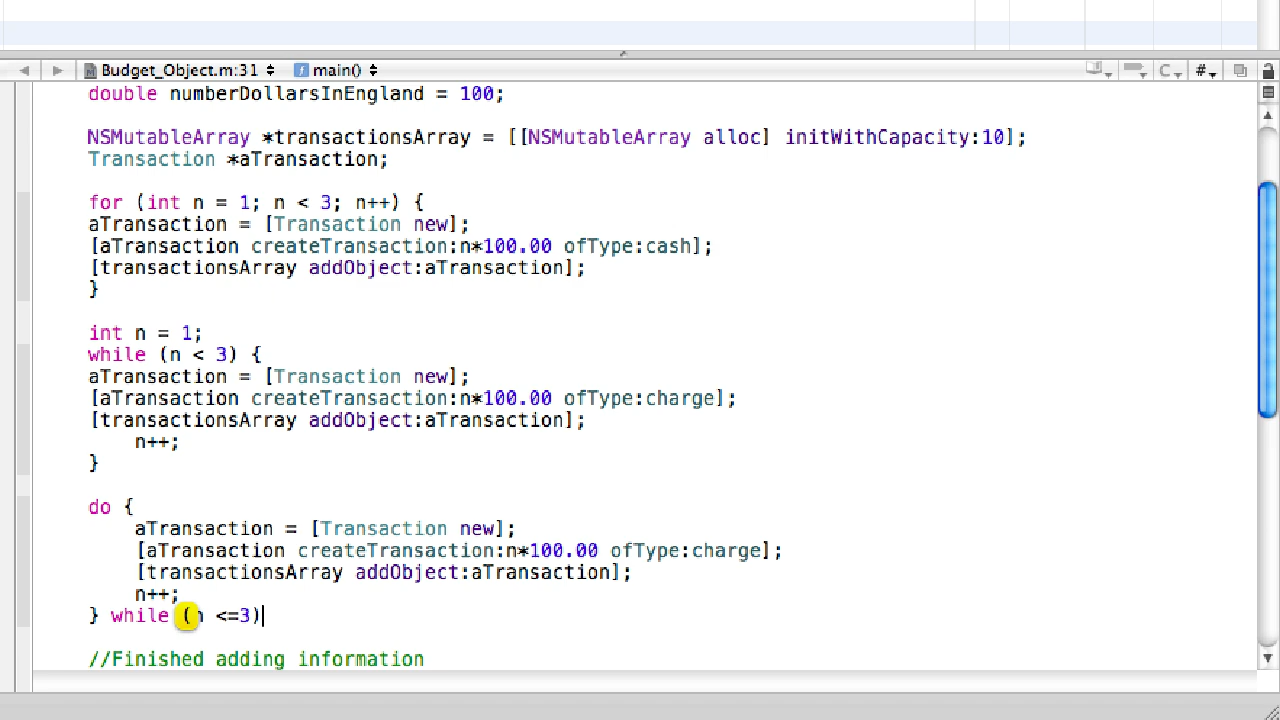 Budget_Object.m:31 main() C #
double numberDollarsInEngland = 100;
NSMutableArray *transactionsArray = [[NSMutableArray alloc] initWithCapacity:10];
Transaction *aTransaction;
for (int n = 1; n < 3; n++) {
aTransaction = [Transaction new];
[aTransaction createTransaction:n*100.00 ofType:cash];
[transactionsArray addObject:aTransaction];
}
int n = 1;
while (n < 3) {
aTransaction = [Transaction new];
[aTransaction createTransaction:n*100.00 ofType:charge];
[transactionsArray addObject:aTransaction];
n++;
}
do {
aTransaction = [Transaction new];
[aTransaction createTransaction:n*100.00 ofType:charge];
[transactionsArray addObject:aTransaction];
n++;
} while (n <=3)
//Finished adding information